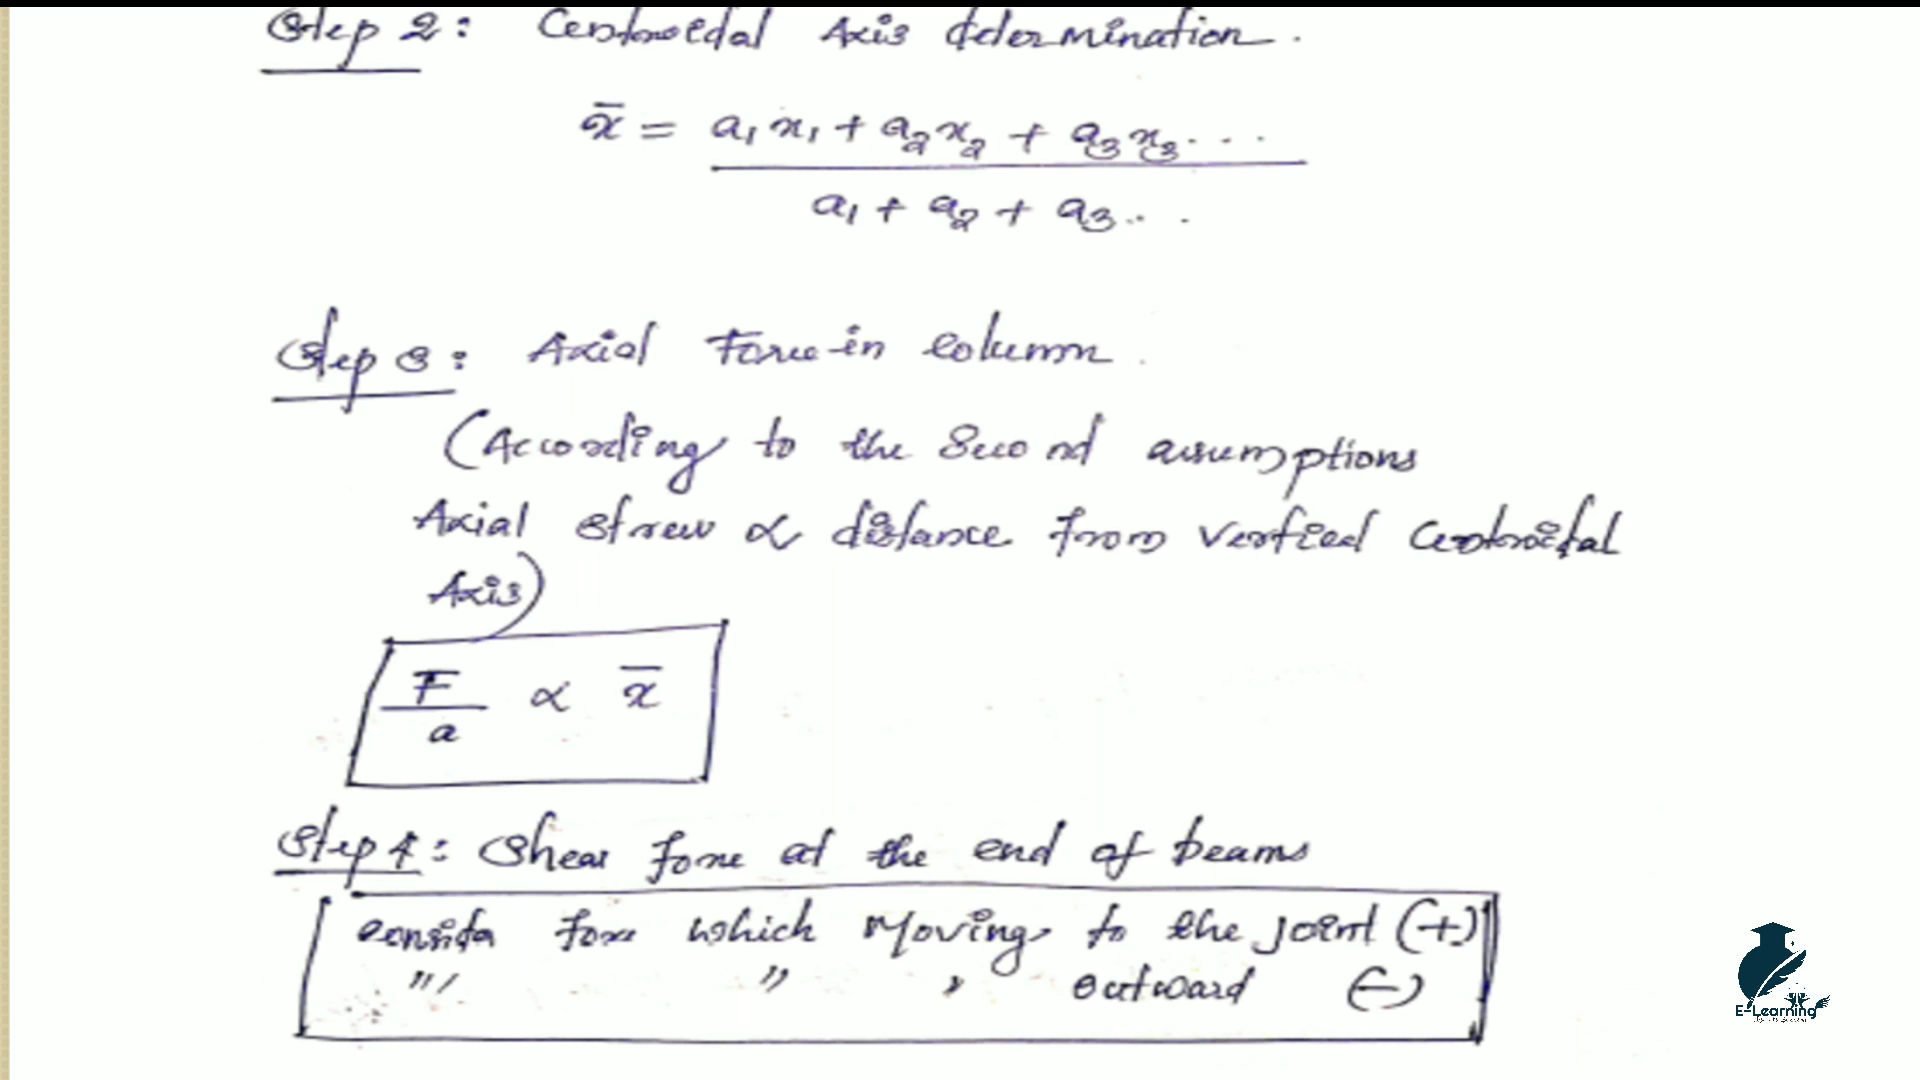 Step 2: Centroidal Axis determination.
x̄ = a₁x₁ + a₂x₂ + a₃x₃...
a₁ + a₂ + a₃...
Step 3: Axial Force in column.
(According to the Second assumptions
Axial stress ∝ distance from vertical Centroidal
Axis)
F
a
∝ x̄
Step 4: Shear force at the end of beams
consider force which moving to the joint (+)
"" " " outward (-)
E-Learning